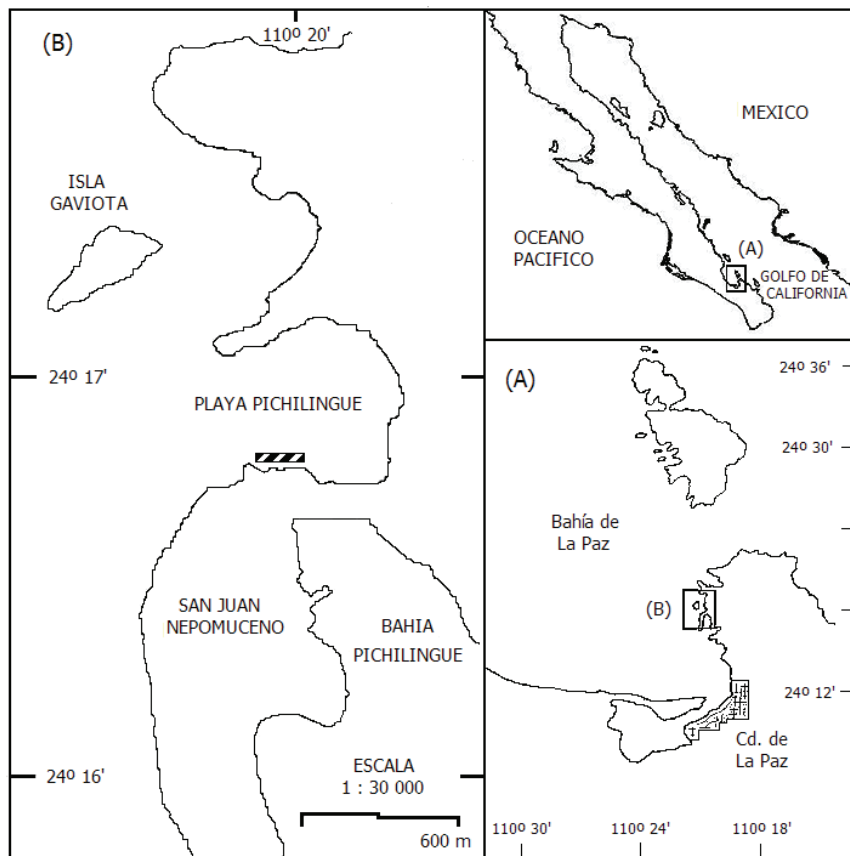 (B)
110º 20'
ISLA
GAVIOTA
24º 17'
PLAYA PICHILINGUE
SAN JUAN
NEPOMUCENO
BAHIA
PICHILINGUE
24º 16'
ESCALA
1 : 30 000
600 m
MEXICO
OCEANO
PACIFICO
(A)
GOLFO DE
CALIFORNIA
(A)
24º 36'
24º 30'
Bahía de
La Paz
(B)
24º 12'
Cd. de
La Paz
110º 30'
110º 24'
110º 18'